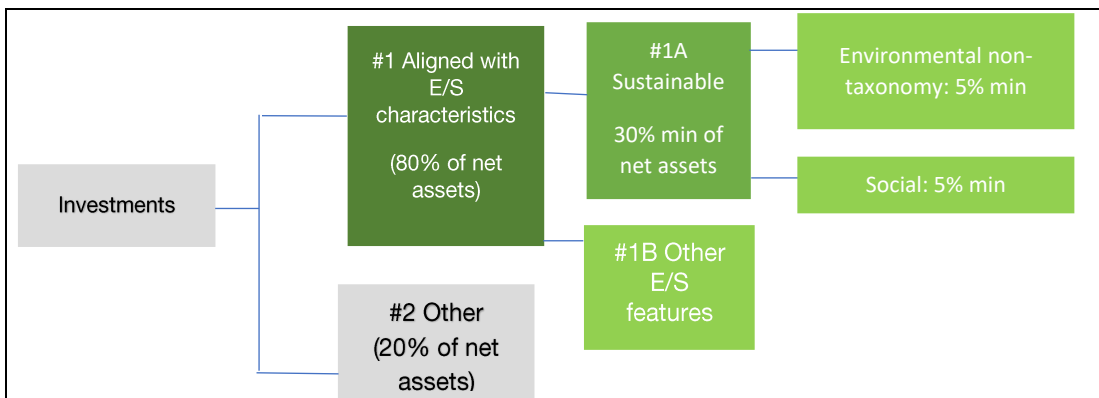 Investments
#1 Aligned with
E/S
characteristics
(80% of net
assets)
#2 Other
(20% of net
assets)
#1A
Sustainable
30% min of
net assets
#1B Other
E/S
features
Environmental non-
taxonomy: 5% min
Social: 5% min